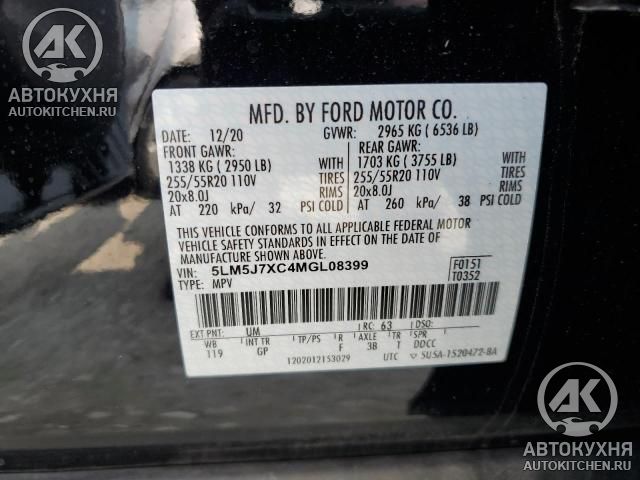 AK
АВТОКУХНЯ
AUTOKITCHEN.RU
MFD. BY FORD MOTOR CO.
DATE: 12/20 GVWR: 2965 KG ( 6536 LB)
FRONT GAWR: REAR GAWR:
1338 KG ( 2950 LB) WITH 1703 KG ( 3755 LB) WITH
255/55R20 110V TIRES 255/55R20 110V TIRES
20x8.0J RIMS 20x8.0J RIMS
AT 220 kPa/ 32 PSI COLD AT 260 kPa/ 38 PSI COLD
THIS VEHICLE CONFORMS TO ALL APPLICABLE FEDERAL MOTOR
VEHICLE SAFETY STANDARDS IN EFFECT ON THE DATE OF
MANUFACTURE SHOWN ABOVE.
VIN: 5LM5J7XC4MGL08399 F0151
TYPE: MPV T0352
EXT PNT: UM RC: 63
WB INT TR TP/PS R AXLE TR SPR
119 GP F 3B T DDCC
1202012153029 UTC ▽ 5U5A-1520472-BA
AK
АВТОКУХНЯ
AUTOKITCHEN.RU